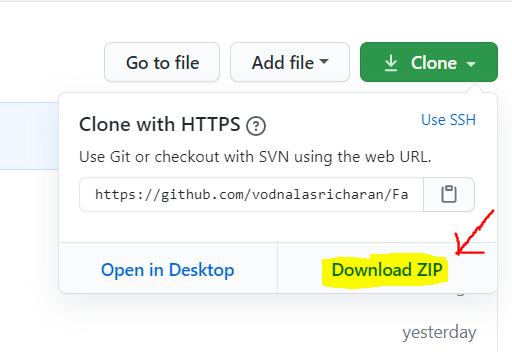 Go to file
Add file
Clone
Clone with HTTPS
Use SSH
Use Git or checkout with SVN using the web URL.
https://github.com/vodnalasricharan/Fa
Open in Desktop
Download ZIP
yesterday